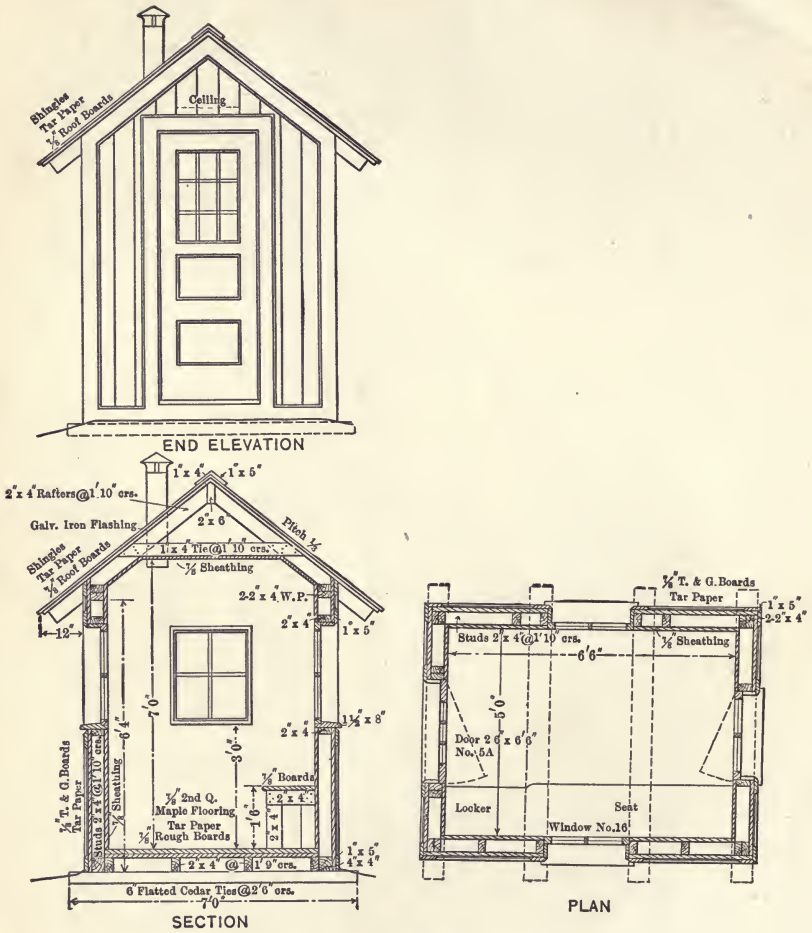 Ceiling
Shingles
Tar Paper
⅞" Roof Boards
END ELEVATION
1" x 4"
1" x 5"
2" x 4" Rafters @ 1'10" crs.
Galv. Iron Flashing
2" x 6"
Pitch ⅓
1" x 4" Tie @ 1'10" crs.
⅞" Sheathing
Shingles
Tar Paper
⅞" Roof Boards
2-2" x 4" W.P.
2" x 4"
1" x 5"
12"
7'0"
6'4"
1½" x 8"
2" x 4"
3'0"
⅞" T. & G. Boards
Tar Paper
Studs 2" x 4" @ 1'10" crs.
⅞" Sheathing
⅞" Boards
2" x 4"
2" x 4"
1'6"
⅞" 2nd Q.
Maple Flooring
Tar Paper
⅞" Rough Boards
1" x 5"
4" x 4"
2" x 4" @ 1'9" crs.
6" Flatted Cedar Ties @ 2'6" crs.
7'0"
SECTION
⅞" T. & G. Boards
Tar Paper
1" x 5"
2-2" x 4"
Studs 2" x 4" @ 1'10" crs.
⅞" Sheathing
6'6"
5'0"
Door 2 6" x 6'6"
No. 5A
Locker
Seat
Window No. 16
PLAN